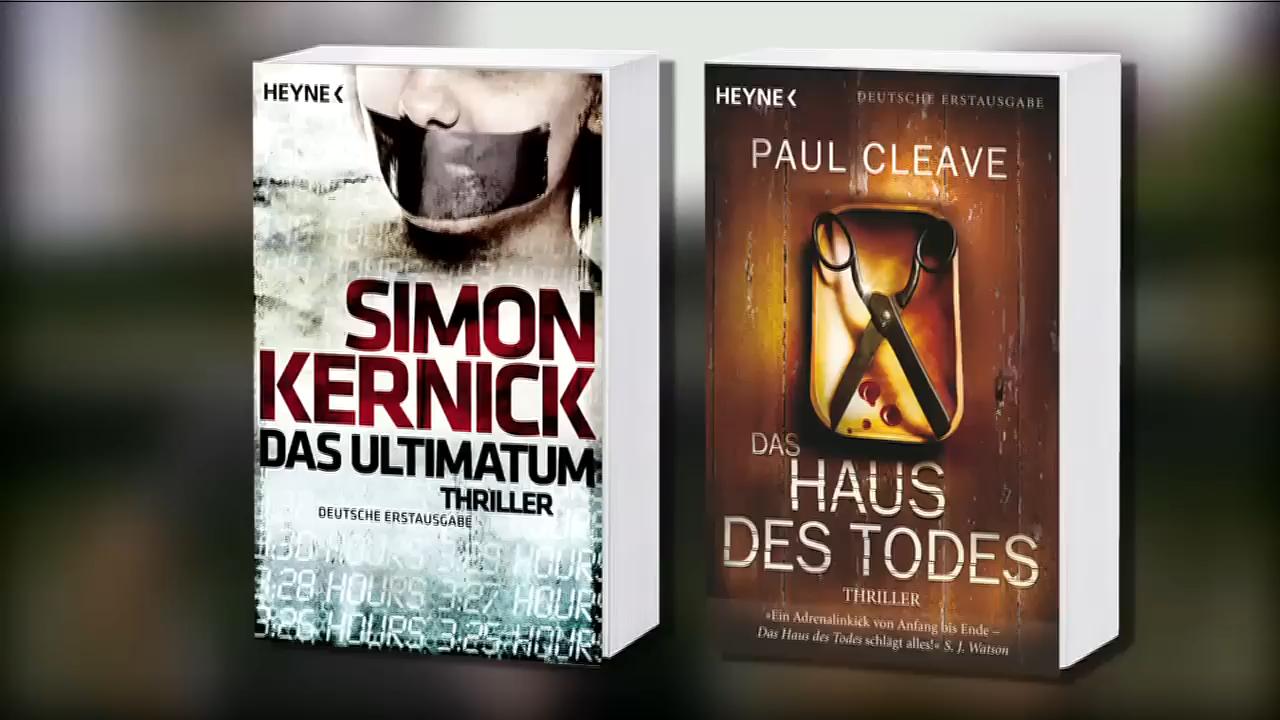 HEYNE
SIMON
KERNICK
DAS ULTIMATUM
THRILLER
DEUTSCHE ERSTAUSGABE
3:28 HOURS 3:27 HOUR
3:26 HOURS 3:25 HOUR
HEYNE
DEUTSCHE ERSTAUSGABE
PAUL CLEAVE
DAS
HAUS
DES TODES
THRILLER
»Ein Adrenalinkick von Anfang bis Ende –
Das Haus des Todes schlägt alles!« S. J. Watson